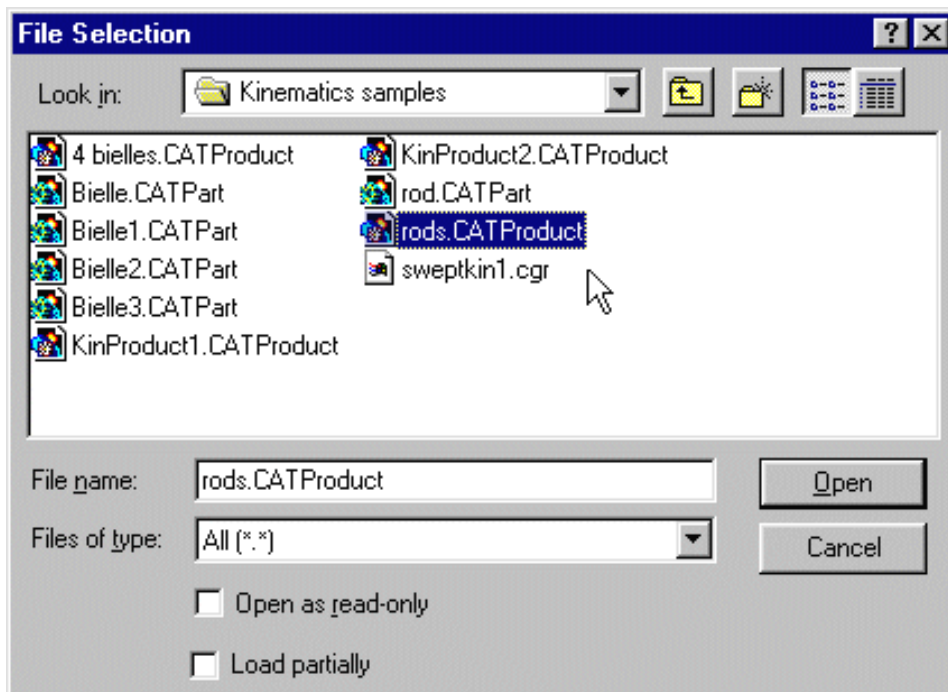 File Selection
Look in: Kinematics samples
4 bielles.CATProduct
Bielle.CATPart
Bielle1.CATPart
Bielle2.CATPart
Bielle3.CATPart
KinProduct1.CATProduct
KinProduct2.CATProduct
rod.CATPart
rods.CATProduct
sweptkin1.cgr
File name: rods.CATProduct
Open
Files of type: All (*.*)
Cancel
Open as read-only
Load partially